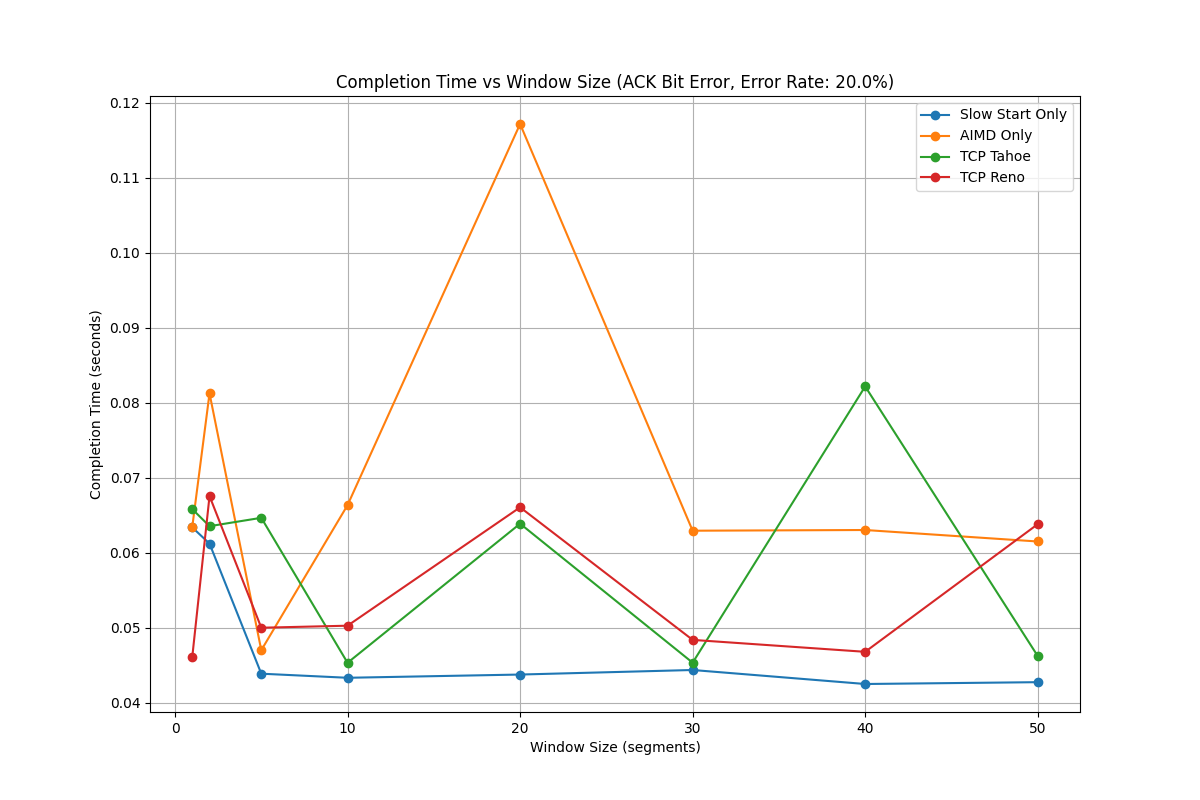 Completion Time vs Window Size (ACK Bit Error, Error Rate: 20.0%)
Slow Start Only
AIMD Only
TCP Tahoe
TCP Reno
Completion Time (seconds)
0.12
0.11
0.10
0.09
0.08
0.07
0.06
0.05
0.04
0
10
20
30
40
50
Window Size (segments)